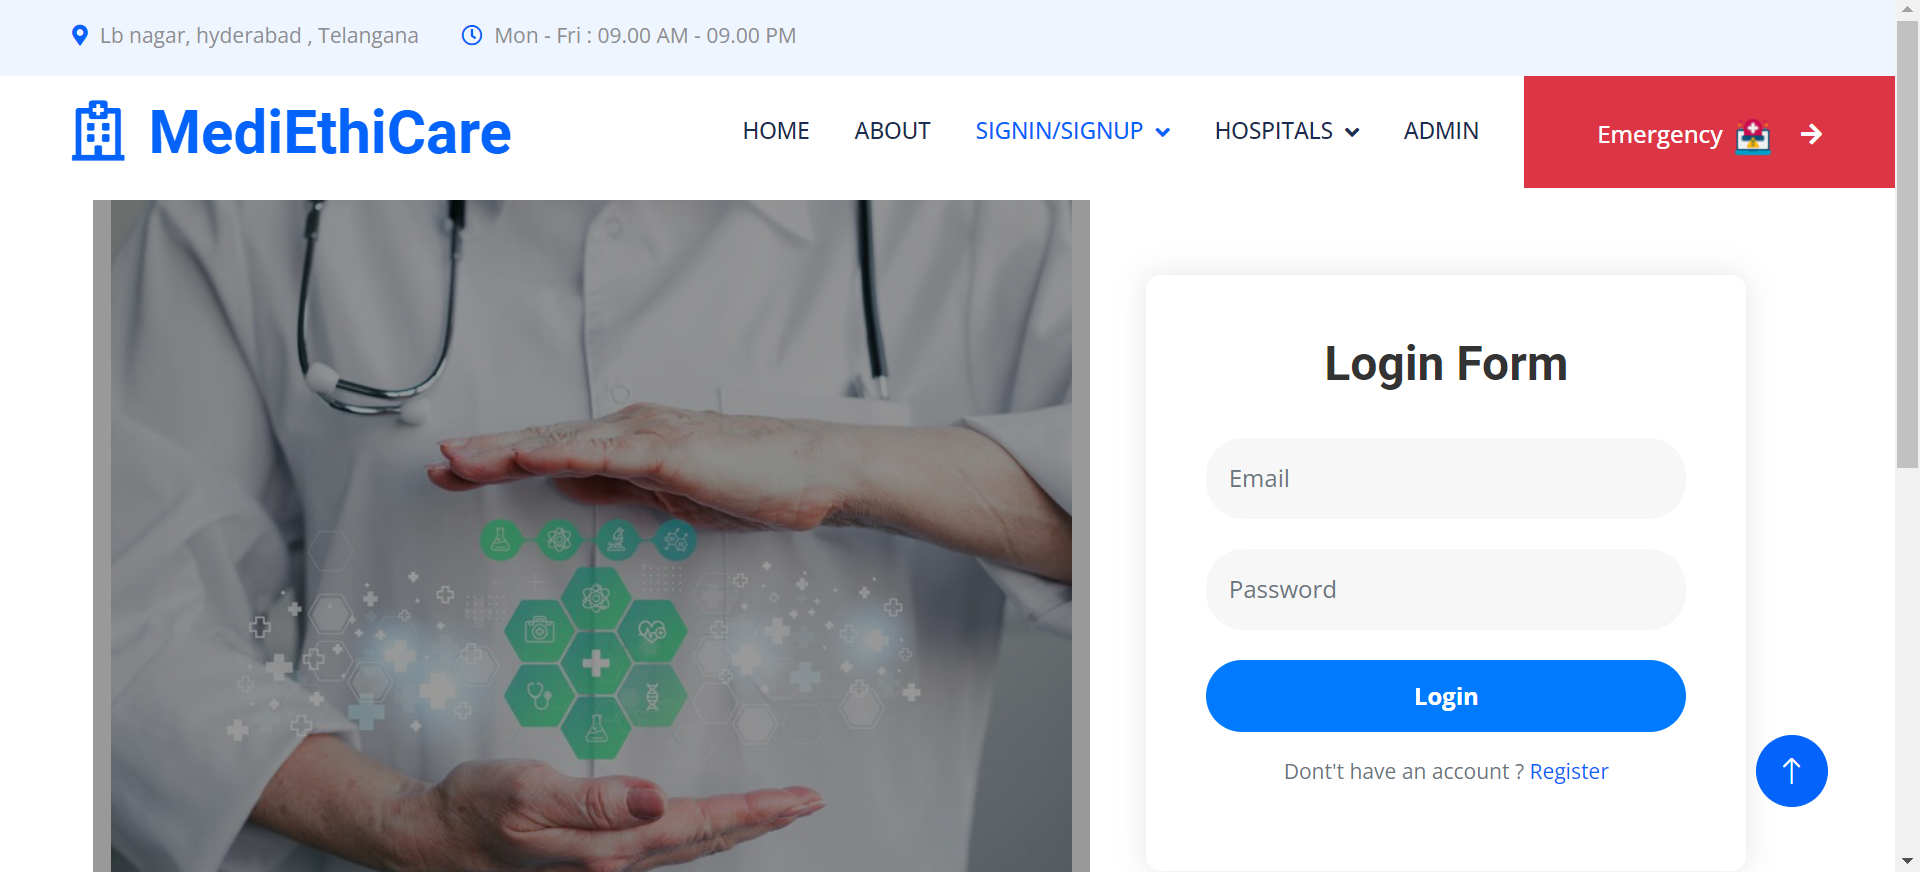 Lb nagar, hyderabad , Telangana
Mon - Fri : 09.00 AM - 09.00 PM
MediEthiCare
HOME
ABOUT
SIGNIN/SIGNUP
HOSPITALS
ADMIN
Emergency
Login Form
Email
Password
Login
Dont't have an account ? Register